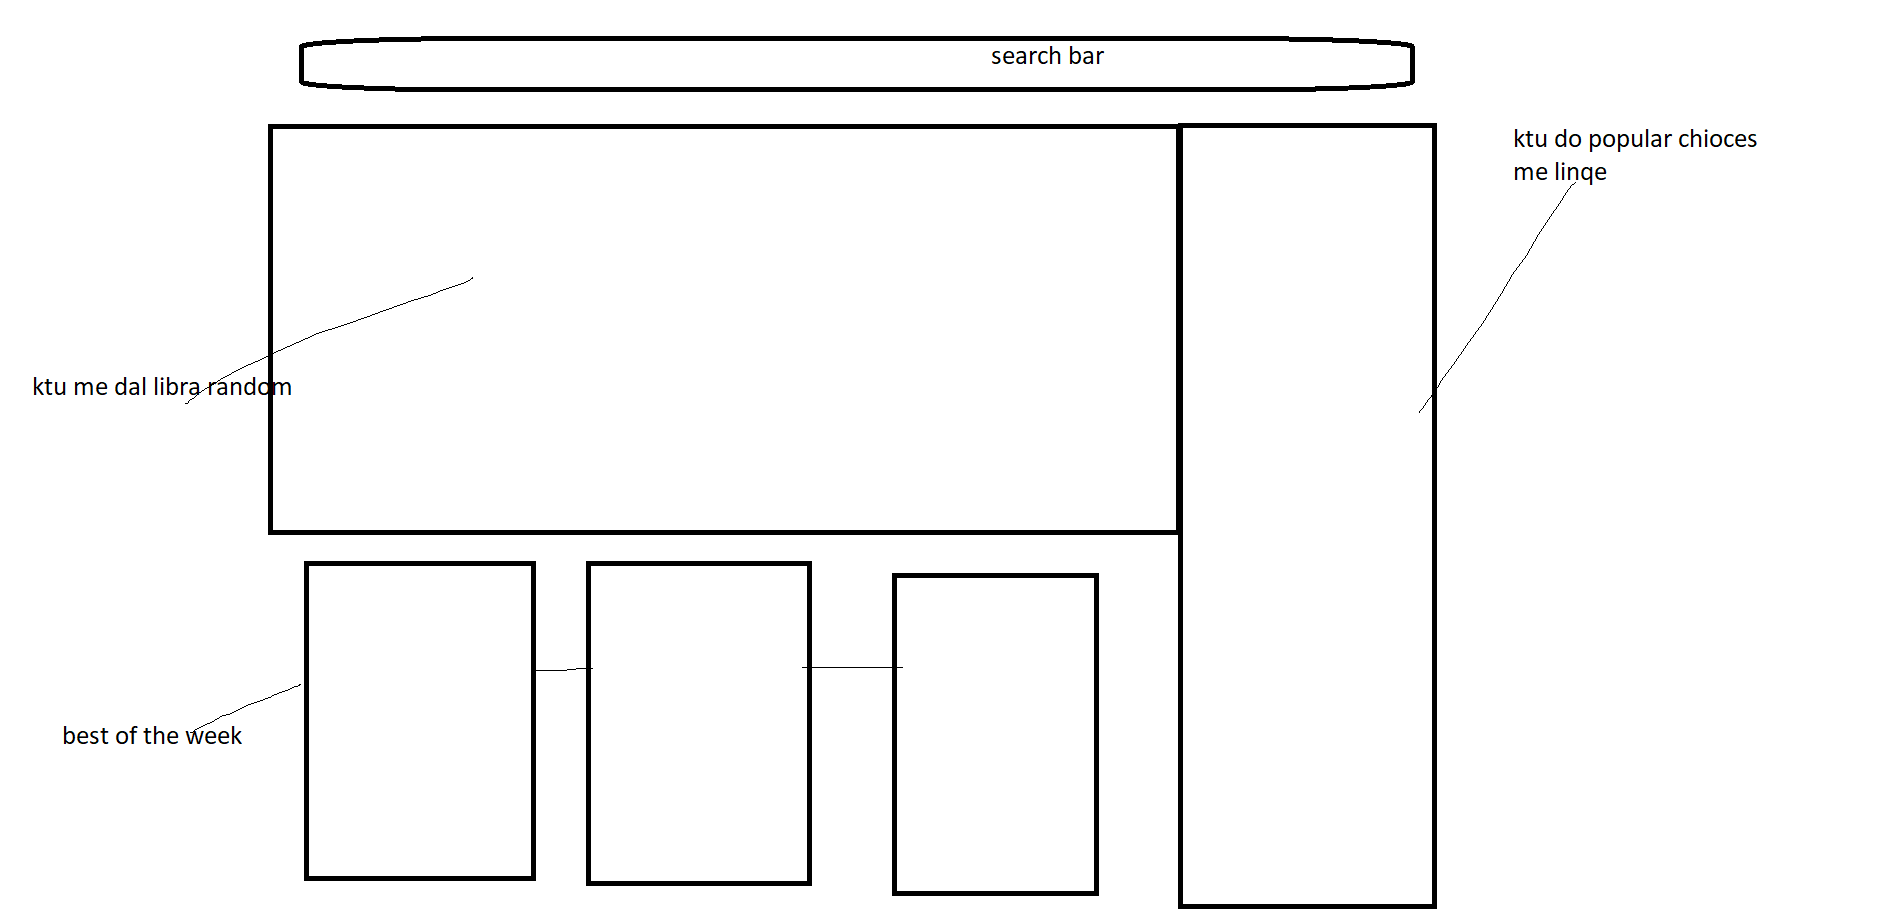 search bar
ktu do popular chioces
me linqe
ktu me dal libra random
best of the week